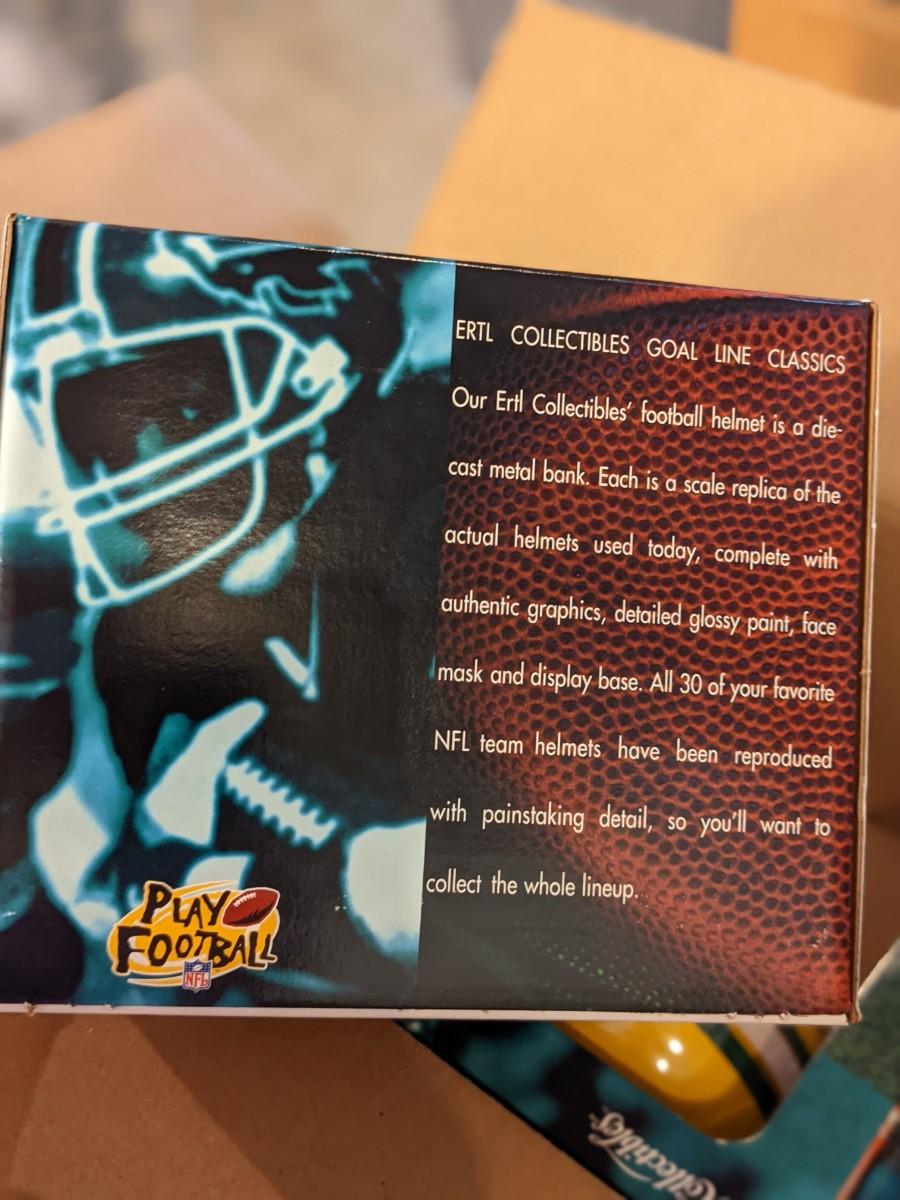 ERTL COLLECTIBLES GOAL LINE CLASSICS
Our Ertl Collectibles' football helmet is a die-
cast metal bank. Each is a scale replica of the
actual helmets used today, complete with
authentic graphics, detailed glossy paint, face
mask and display base. All 30 of your favorite
NFL team helmets have been reproduced
with painstaking detail, so you'll want to
collect the whole lineup.
PLAY
FOOTBALL
NFL
Collectibles